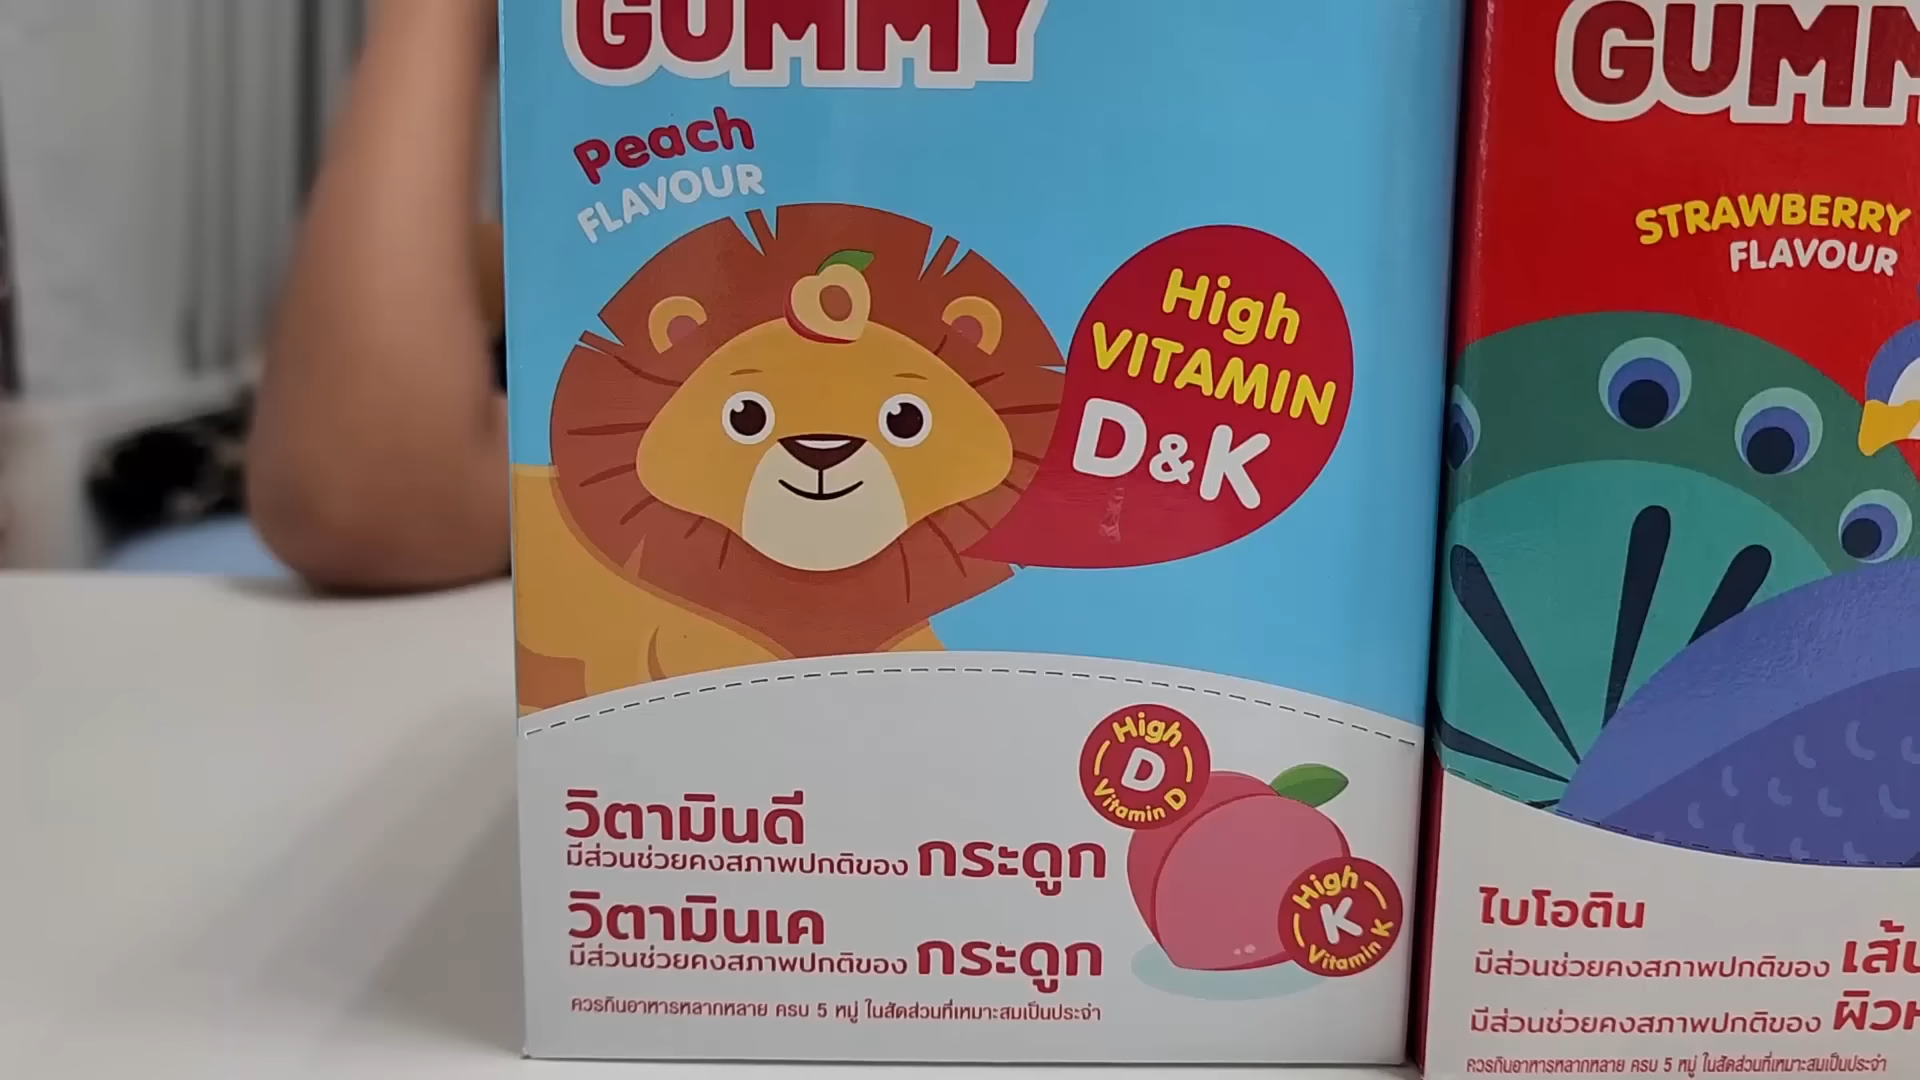 GUMMY
Peach
FLAVOUR
High
VITAMIN
D&K
High
D
Vitamin D
วิตามินดี
มีส่วนช่วยคงสภาพปกติของ กระดูก
วิตามินเค
มีส่วนช่วยคงสภาพปกติของ กระดูก
High
K
Vitamin K
ควรกินอาหารหลากหลาย ครบ 5 หมู่ ในสัดส่วนที่เหมาะสมเป็นประจำ
GUMM
STRAWBERRY
FLAVOUR
ไบโอติน
มีส่วนช่วยคงสภาพปกติของ
มีส่วนช่วยคงสภาพปกติของ
ควรกินอาหารหลากหลาย ครบ 5 หมู่ ในสัดส่วนที่เหมาะสมเป็นประจำ